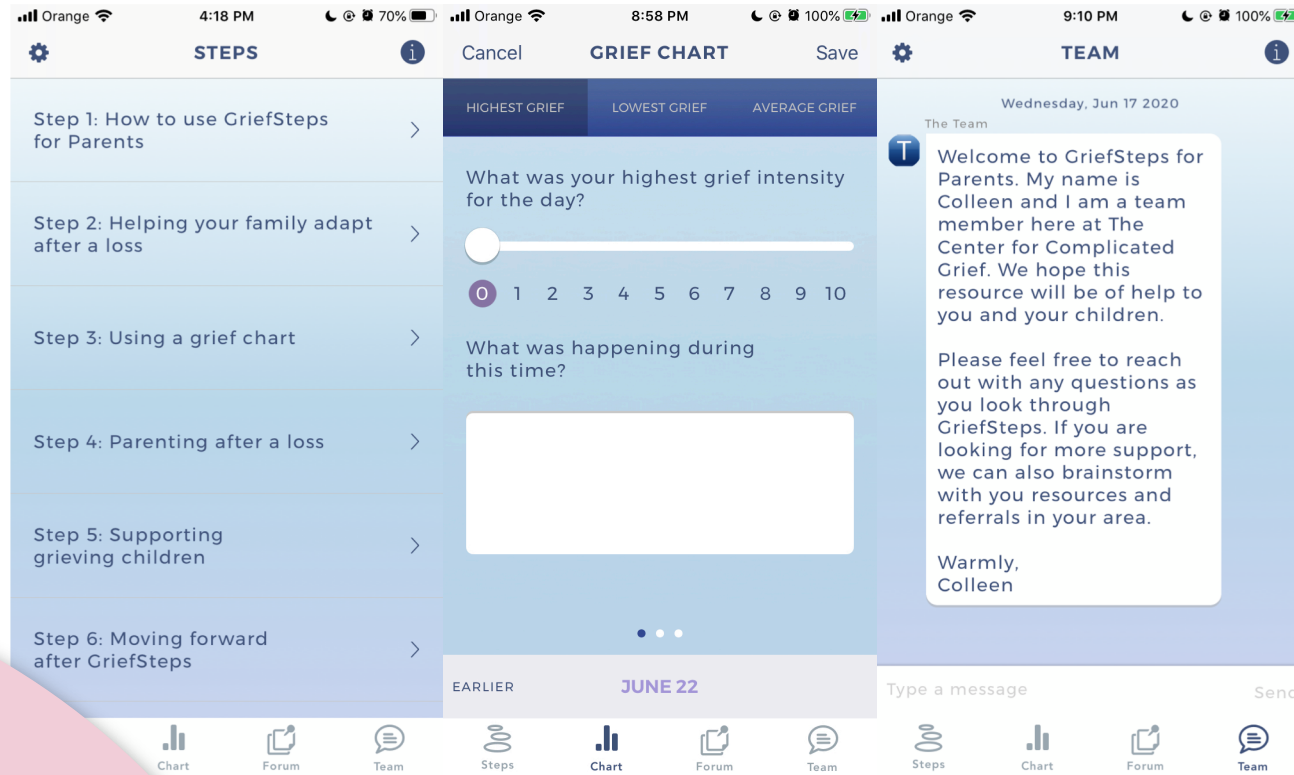 Orange
4:18 PM
70%
STEPS
Step 1: How to use GriefSteps
for Parents
Step 2: Helping your family adapt
after a loss
Step 3: Using a grief chart
Step 4: Parenting after a loss
Step 5: Supporting
grieving children
Step 6: Moving forward
after GriefSteps
Chart
Forum
Team
Orange
8:58 PM
100%
Cancel
GRIEF CHART
Save
HIGHEST GRIEF
LOWEST GRIEF
AVERAGE GRIEF
What was your highest grief intensity
for the day?
0 1 2 3 4 5 6 7 8 9 10
What was happening during
this time?
EARLIER
JUNE 22
Steps
Chart
Forum
Team
Orange
9:10 PM
100%
TEAM
Wednesday, Jun 17 2020
The Team
T
Welcome to GriefSteps for
Parents. My name is
Colleen and I am a team
member here at The
Center for Complicated
Grief. We hope this
resource will be of help to
you and your children.
Please feel free to reach
out with any questions as
you look through
GriefSteps. If you are
looking for more support,
we can also brainstorm
with you resources and
referrals in your area.
Warmly,
Colleen
Type a message
Steps
Chart
Forum
Team